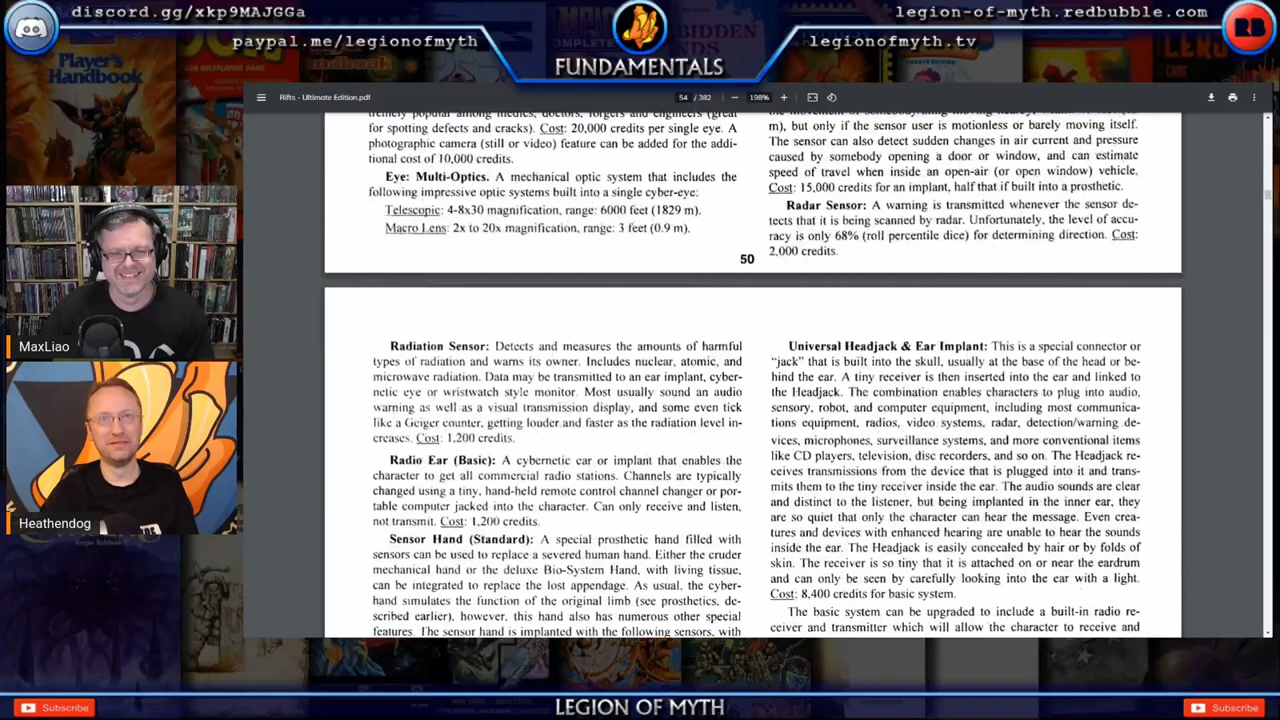 discord.gg/xkp9MAJGGa
paypal.me/legionofmyth
FUNDAMENTALS
legion-of-myth.redbubble.com
legionofmyth.tv
RB
Player's
Handbook
Rifts - Ultimate Edition.pdf
54 / 382
198%
tremely popular among medics, doctors, forgers and engineers (great
for spotting defects and cracks). Cost: 20,000 credits per single eye. A
photographic camera (still or video) feature can be added for the addi-
tional cost of 10,000 credits.
Eye: Multi-Optics. A mechanical optic system that includes the
following impressive optic systems built into a single cyber-eye:
Telescopic: 4-8x30 magnification, range: 6000 feet (1829 m).
Macro Lens: 2x to 20x magnification, range: 3 feet (0.9 m).
50
m), but only if the sensor user is motionless or barely moving itself.
The sensor can also detect sudden changes in air current and pressure
caused by somebody opening a door or window, and can estimate
speed of travel when inside an open-air (or open window) vehicle.
Cost: 15,000 credits for an implant, half that if built into a prosthetic.
Radar Sensor: A warning is transmitted whenever the sensor de-
tects that it is being scanned by radar. Unfortunately, the level of accu-
racy is only 68% (roll percentile dice) for determining direction. Cost:
2,000 credits.
Radiation Sensor: Detects and measures the amounts of harmful
types of radiation and warns its owner. Includes nuclear, atomic, and
microwave radiation. Data may be transmitted to an ear implant, cyber-
netic eye or wristwatch style monitor. Most usually sound an audio
warning as well as a visual transmission display, and some even tick
like a Geiger counter, getting louder and faster as the radiation level in-
creases. Cost: 1,200 credits.
Radio Ear (Basic): A cybernetic ear or implant that enables the
character to get all commercial radio stations. Channels are typically
changed using a tiny, hand-held remote control channel changer or por-
table computer jacked into the character. Can only receive and listen,
not transmit. Cost: 1,200 credits.
Sensor Hand (Standard): A special prosthetic hand filled with
sensors can be used to replace a severed human hand. Either the cruder
mechanical hand or the deluxe Bio-System Hand, with living tissue,
can be integrated to replace the lost appendage. As usual, the cyber-
hand simulates the function of the original limb (see prosthetics, de-
scribed earlier), however, this hand also has numerous other special
features. The sensor hand is implanted with the following sensors, with
Universal Headjack & Ear Implant: This is a special connector or
"jack" that is built into the skull, usually at the base of the head or be-
hind the ear. A tiny receiver is then inserted into the ear and linked to
the Headjack. The combination enables characters to plug into audio,
sensory, robot, and computer equipment, including most communica-
tions equipment, radios, video systems, radar, detection/warning de-
vices, microphones, surveillance systems, and more conventional items
like CD players, television, disc recorders, and so on. The Headjack re-
ceives transmissions from the device that is plugged into it and trans-
mits them to the tiny receiver inside the ear. The audio sounds are clear
and distinct to the listener, but being implanted in the inner ear, they
are so quiet that only the character can hear the message. Even crea-
tures and devices with enhanced hearing are unable to hear the sounds
inside the ear. The Headjack is easily concealed by hair or by folds of
skin. The receiver is so tiny that it is attached on or near the eardrum
and can only be seen by carefully looking into the ear with a light.
Cost: 8,400 credits for basic system.
The basic system can be upgraded to include a built-in radio re-
ceiver and transmitter which will allow the character to receive and
MaxLiao
Heathendog
Subscribe
LEGION OF MYTH
Subscribe